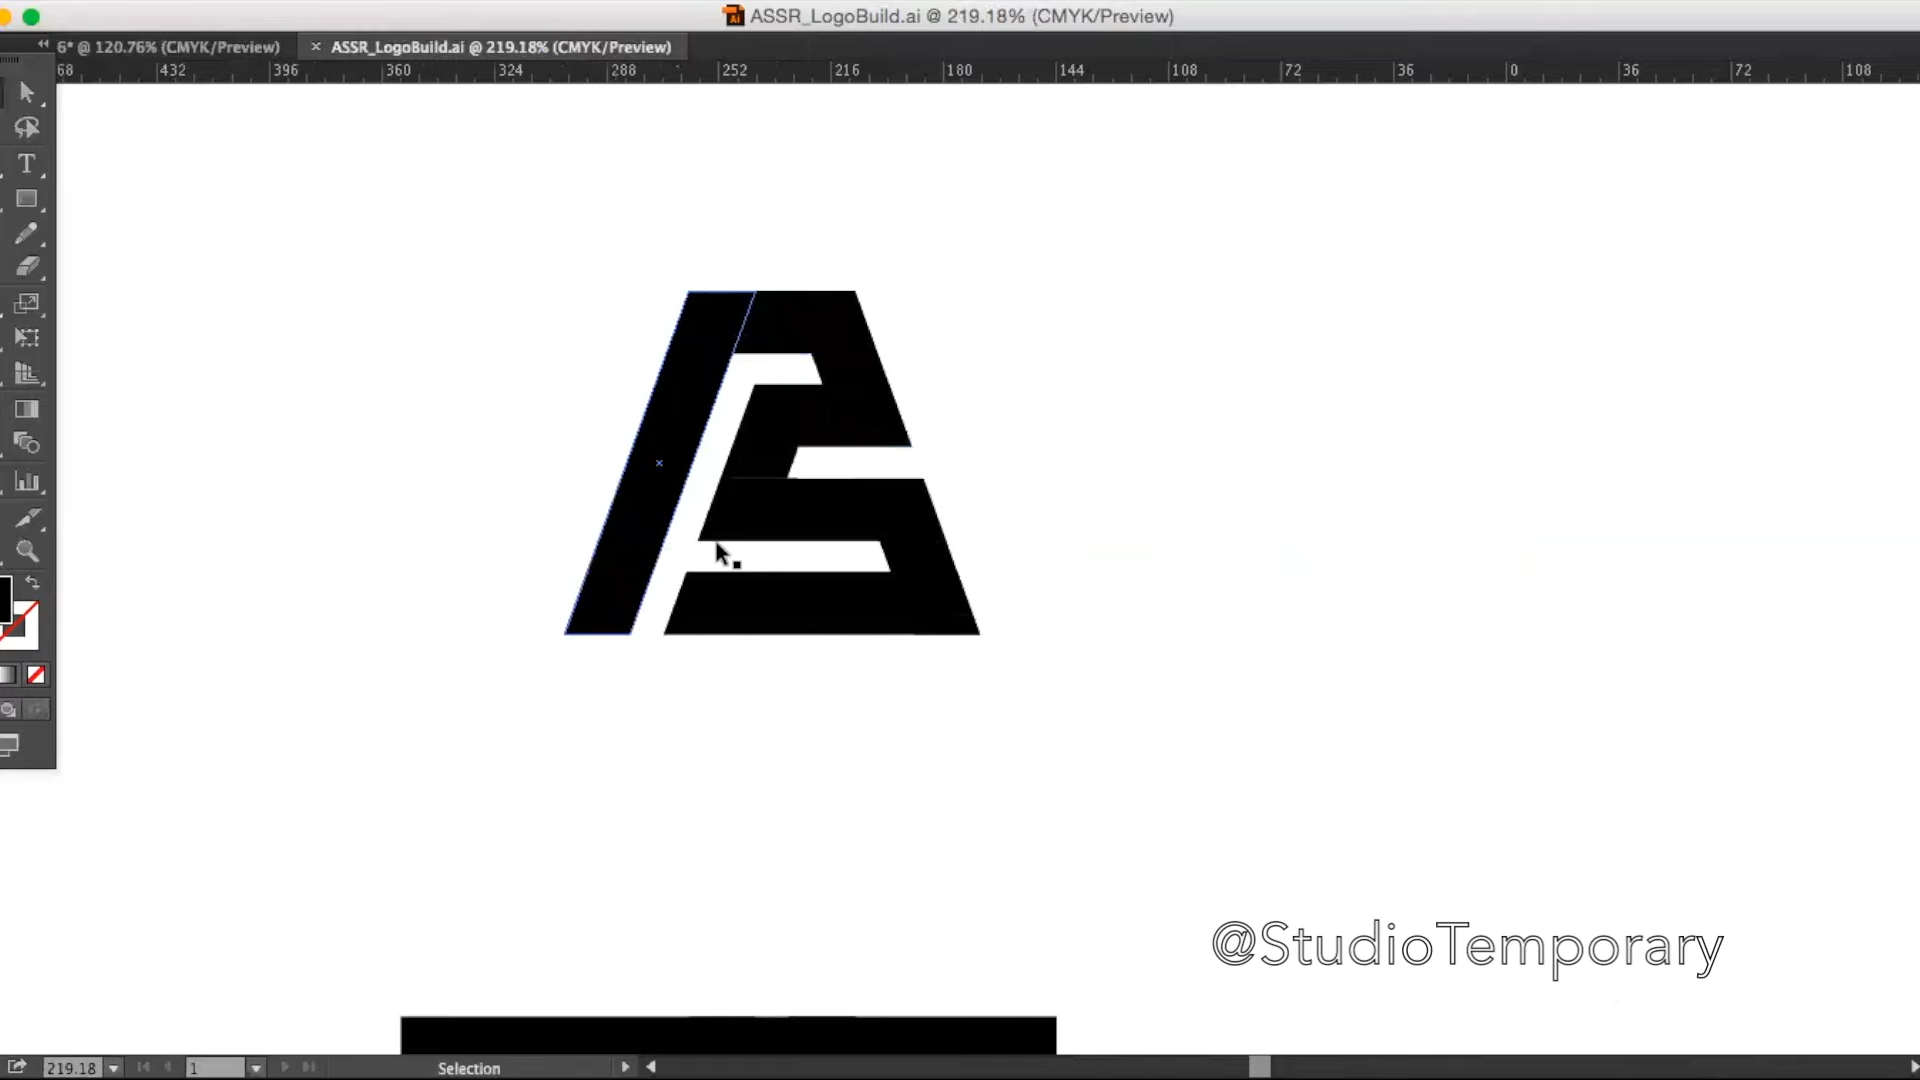 ASSR_LogoBuild.ai @ 219.18% (CMYK/Preview)
6* @ 120.76% (CMYK/Preview) × ASSR_LogoBuild.ai @ 219.18% (CMYK/Preview)
68 432 396 360 324 288 252 216 180 144 108 72 36 0 36 72 108
T
@StudioTemporary
219.18 1 Selection